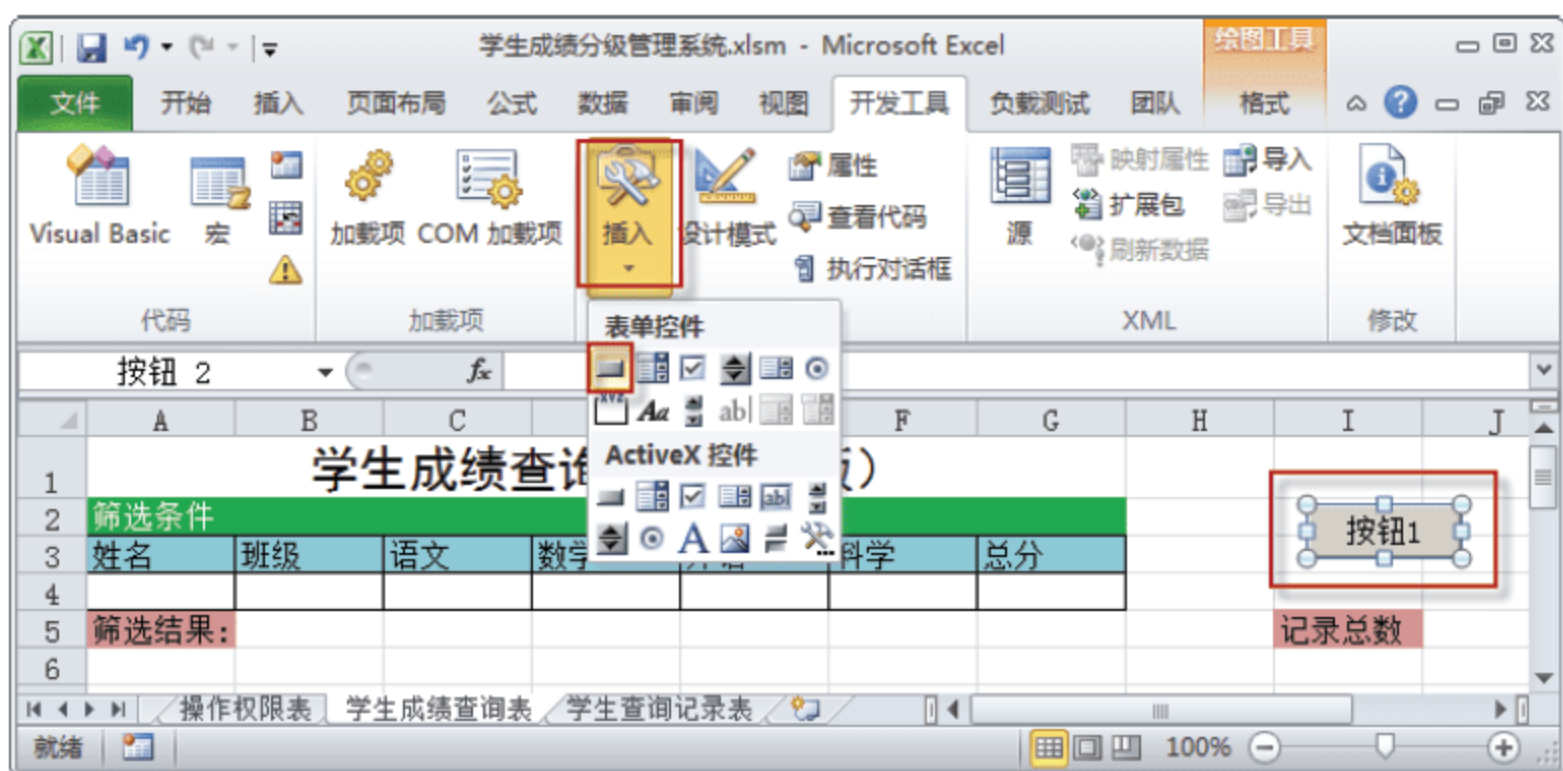 学生成绩分级管理系统.xlsm - Microsoft Excel
绘图工具
文件 开始 插入 页面布局 公式 数据 审阅 视图 开发工具 负载测试 团队 格式
Visual Basic 宏 加载项 COM 加载项 插入 设计模式 属性 查看代码 执行对话框 源 映射属性 扩展包 刷新数据 导入 导出 文档面板
代码 加载项 XML 修改
表单控件
XYZ Aa ab|
ActiveX 控件
ab|
A
按钮 2 fx
A B C F G H I J
1 学生成绩查
2 筛选条件
按钮1
3 姓名 班级 语文 数学 科学 总分
4
5 筛选结果: 记录总数
6
操作权限表 学生成绩查询表 学生查询记录表
就绪 100%